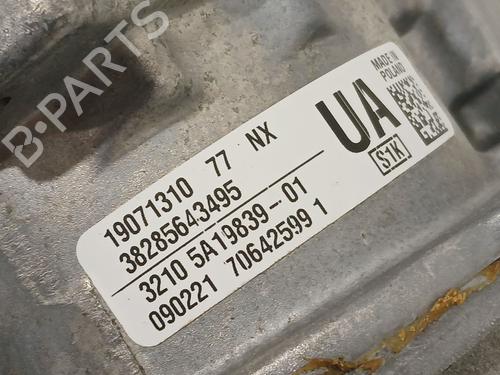 B-PARTS
19071310 77 NX
38285643495
3210 5A19839-01
090221 70642599 1
UA
S1K
MADE IN
POLAND